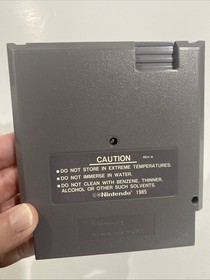 CAUTION REV-A
● DO NOT STORE IN EXTREME TEMPERATURES.
● DO NOT IMMERSE IN WATER.
● DO NOT CLEAN WITH BENZENE, THINNER,
ALCOHOL OR OTHER SUCH SOLVENTS.
©Nintendo 1985